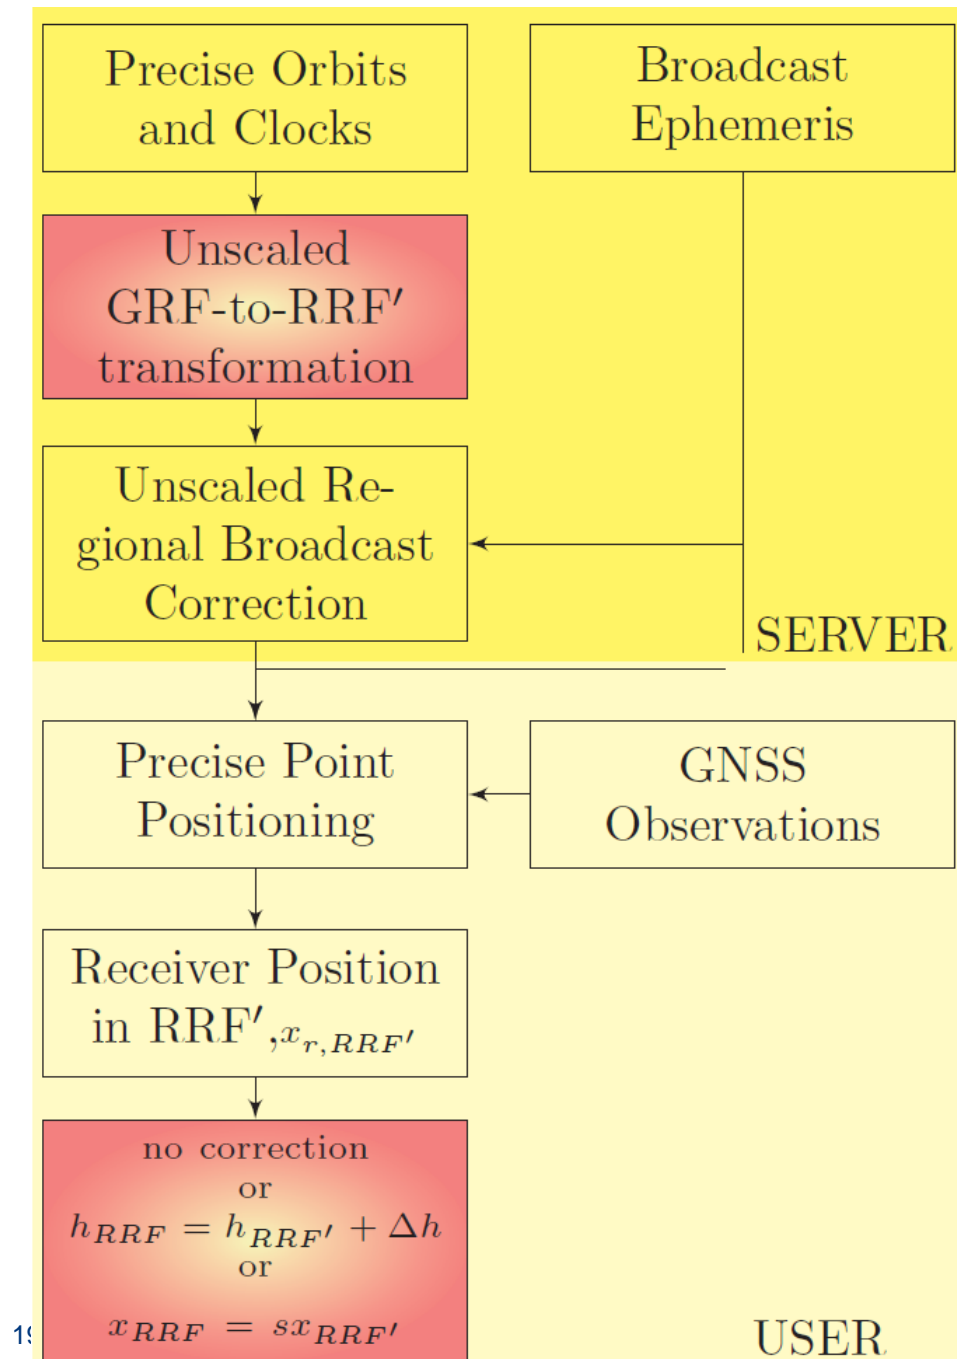 Precise Orbits
and Clocks
Broadcast
Ephemeris
Unscaled
GRF-to-RRF′
transformation
Unscaled Re-
gional Broadcast
Correction
SERVER
Precise Point
Positioning
GNSS
Observations
Receiver Position
in RRF′,x_{r,RRF′}
no correction
or
h_{RRF} = h_{RRF′} + Δh
or
x_{RRF} = sx_{RRF′}
USER